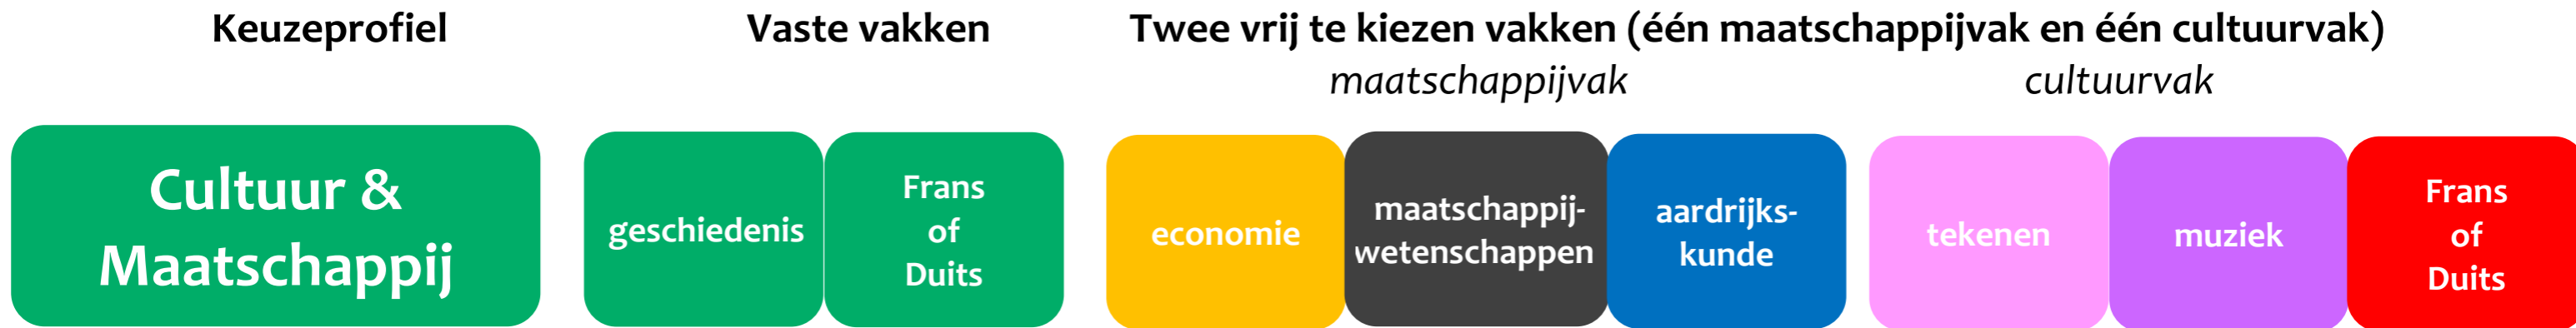 Keuzeprofiel
Vaste vakken
Twee vrij te kiezen vakken (één maatschappijvak en één cultuurvak)
maatschappijvak
cultuurvak
Cultuur &
Maatschappij
geschiedenis
Frans
of
Duits
economie
maatschappij-
wetenschappen
aardrijks-
kunde
tekenen
muziek
Frans
of
Duits